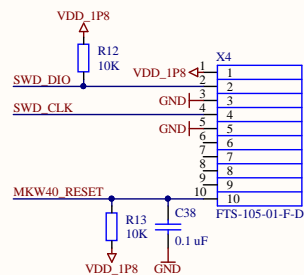 VDD_1P8
R12
10K
X4
VDD_1P8 1 1
SWD_DIO 2 2
GND 3 3
SWD_CLK 4 4
GND 5 5
6 6
7 7
8 8
9 9
MKW40_RESET 10 10
FTS-105-01-F-D
R13
10K
C38
0.1 uF
VDD_1P8
GND